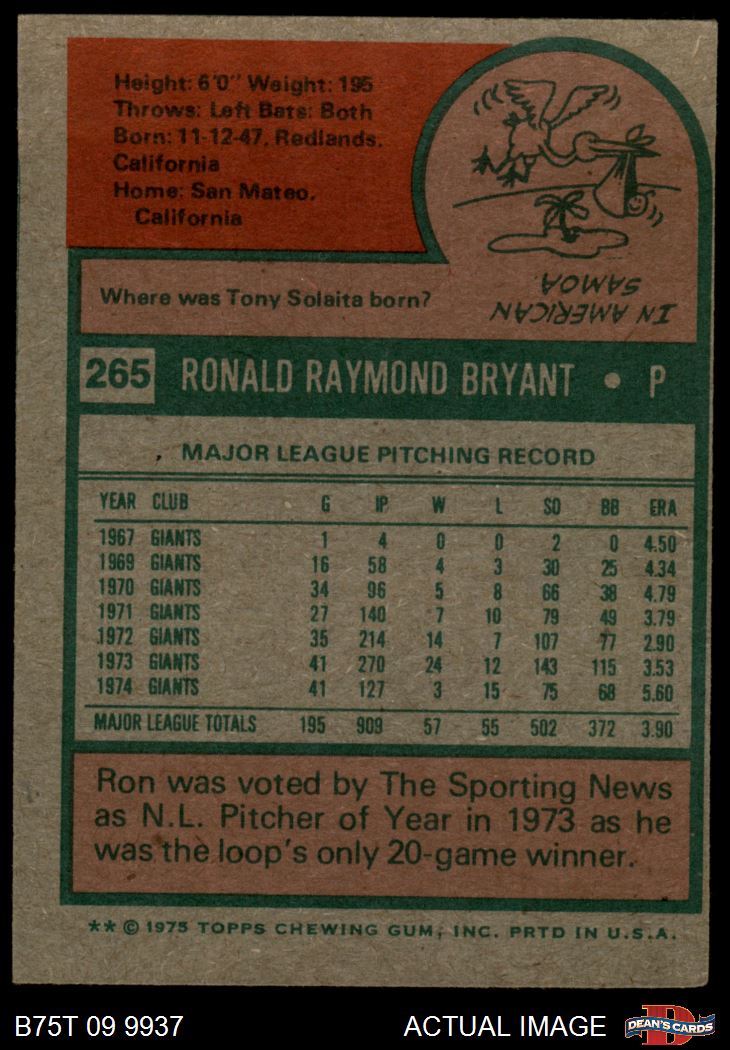 Height: 6'0" Weight: 195
Throws: Left Bats: Both
Born: 11-12-47, Redlands,
California
Home: San Mateo,
California
Where was Tony Solaita born?
IN AMERICAN
SAMOA.
265 RONALD RAYMOND BRYANT • P
MAJOR LEAGUE PITCHING RECORD
YEAR CLUB G IP W L SO BB ERA
1967 GIANTS 1 4 0 0 2 0 4.50
1969 GIANTS 16 58 4 3 30 25 4.34
1970 GIANTS 34 96 5 8 66 38 4.79
1971 GIANTS 27 140 7 10 79 49 3.79
1972 GIANTS 35 214 14 7 107 77 2.90
1973 GIANTS 41 270 24 12 143 115 3.53
1974 GIANTS 41 127 3 15 75 68 5.60
MAJOR LEAGUE TOTALS 195 909 57 55 502 372 3.90
Ron was voted by The Sporting News
as N.L. Pitcher of Year in 1973 as he
was the loop's only 20-game winner.
** © 1975 TOPPS CHEWING GUM, INC. PRTD IN U.S.A.
B75T 09 9937 ACTUAL IMAGE D DEAN'S CARDS